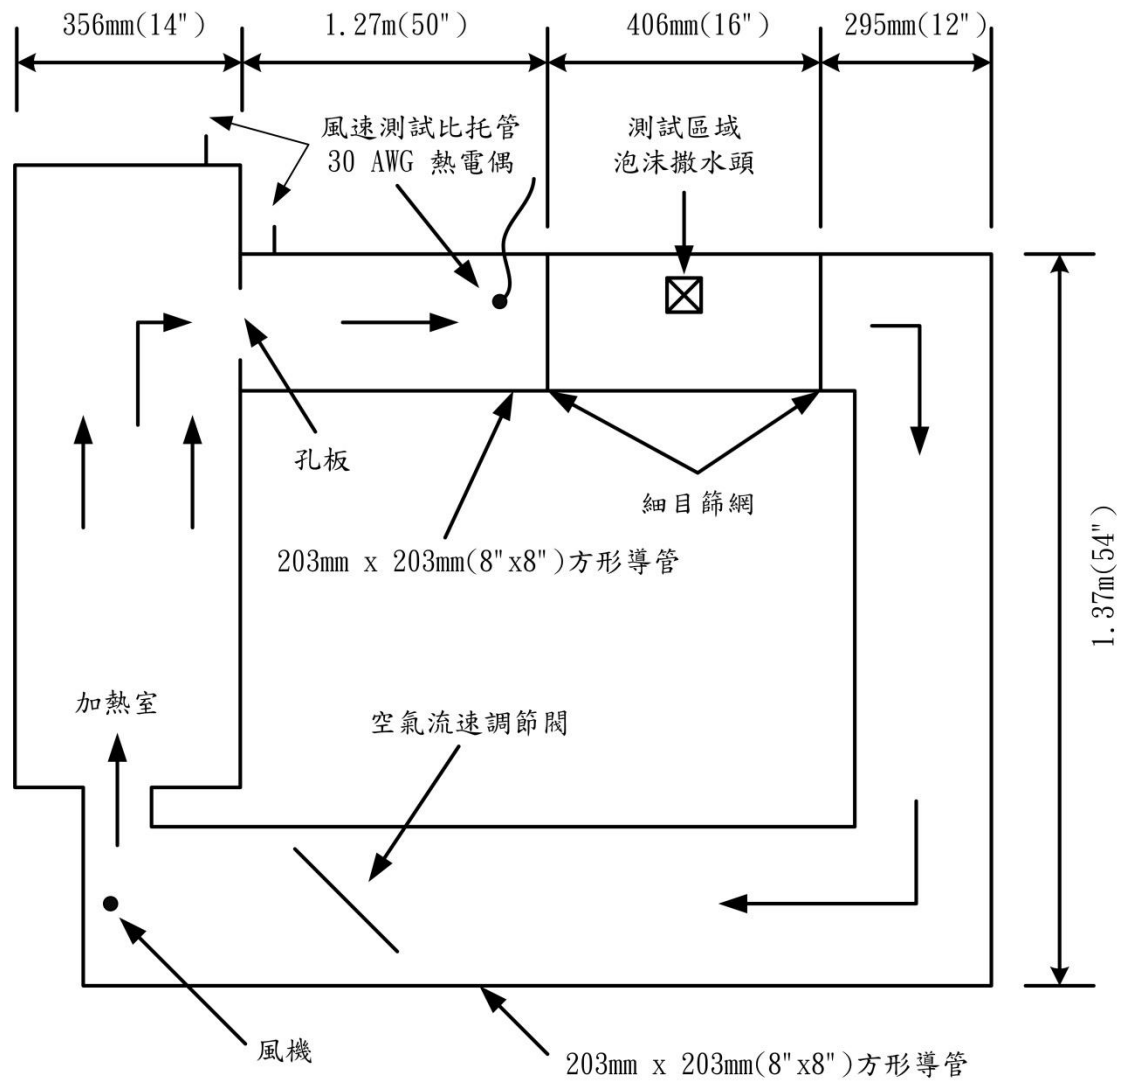 356mm(14")
1.27m(50")
406mm(16")
295mm(12")
風速測試比托管
30 AWG 熱電偶
測試區域
泡沫撒水頭
孔板
細目篩網
203mm x 203mm(8"x8")方形導管
1.37m(54")
加熱室
空氣流速調節閥
風機
203mm x 203mm(8"x8")方形導管